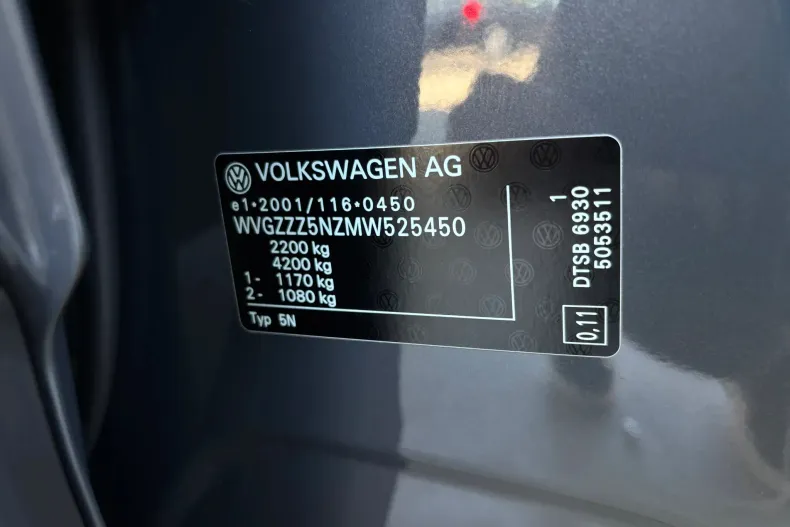 VOLKSWAGEN AG
e1*2001/116*0450
WVGZZZ5NZMW525450
2200 kg
4200 kg
1- 1170 kg
2- 1080 kg
Typ 5N
1
DTSB 6930
5053511
0,11